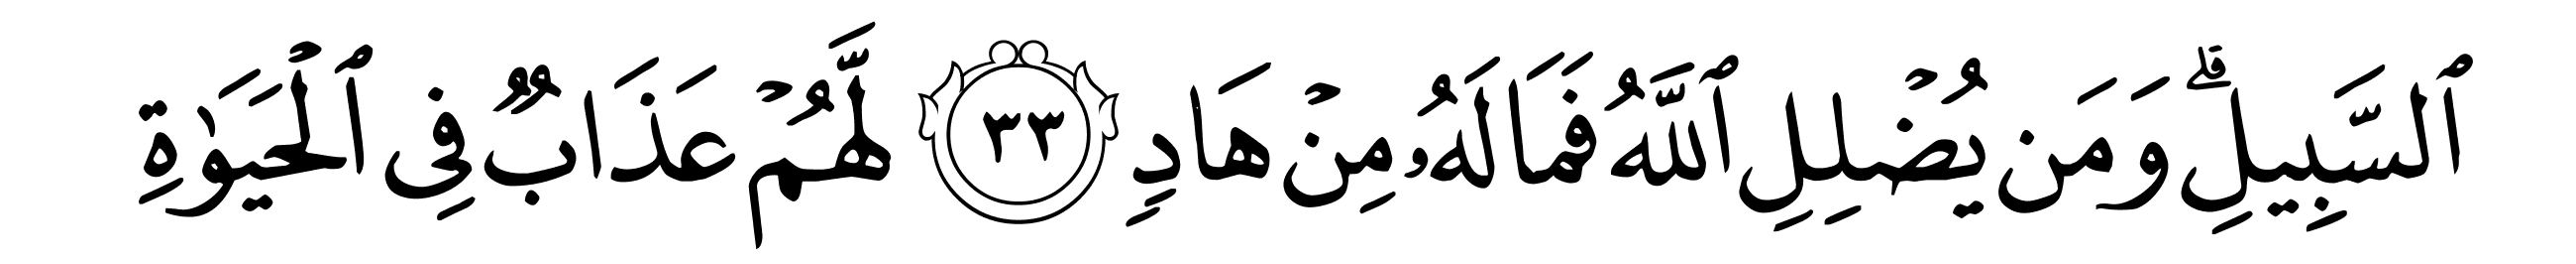 ٱلسَّبِيلِۗ وَمَن يُضْلِلِ ٱللَّهُ فَمَا لَهُۥ مِنْ هَادٍ ٣٣ لَّهُمْ عَذَابٌ فِى ٱلْحَيَوٰةِ